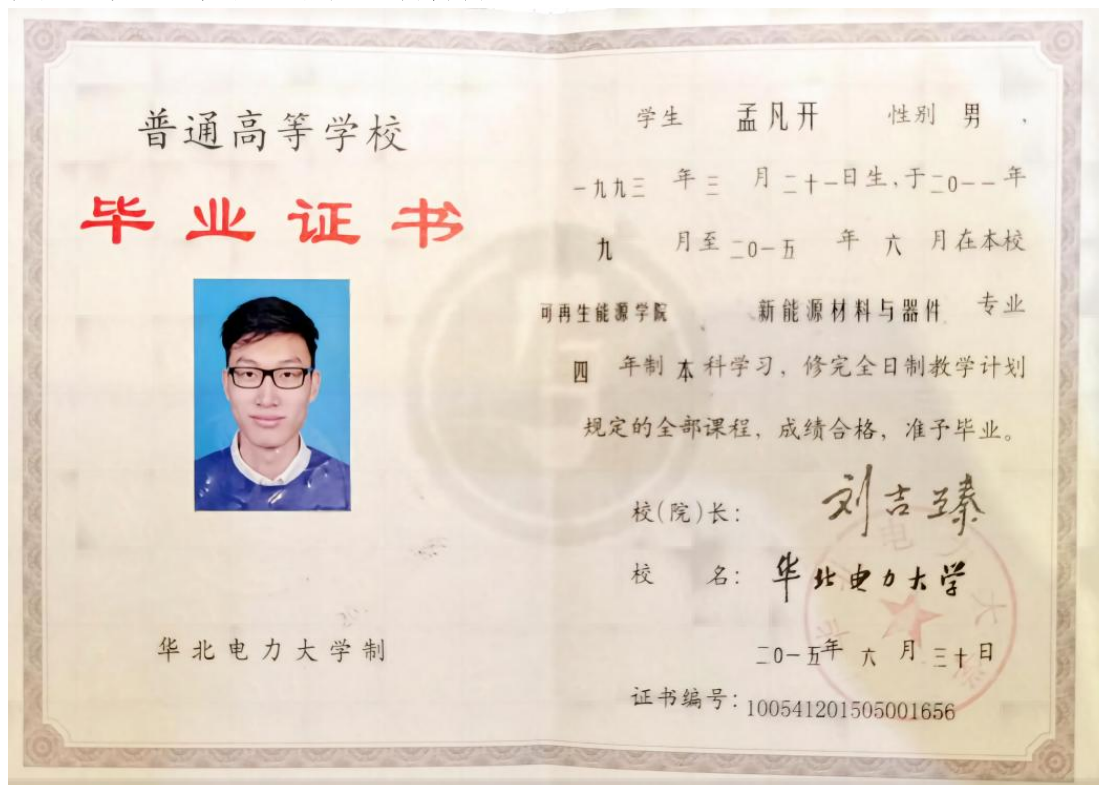 普通高等学校
毕业证书
华北电力大学制
学生 孟凡开 性别 男 ,
一九九三 年 三 月 二十一日生,于二0一一年
九 月至 二0一五 年 六 月在本校
可再生能源学院 、 新能源材料与器件 专业
四 年制 本 科学习，修完全日制教学计划
规定的全部课程，成绩合格，准予毕业。
校(院)长： 刘吉臻
校 名： 华北电力大学
二0一五年 六 月 三十日
证书编号：100541201505001656